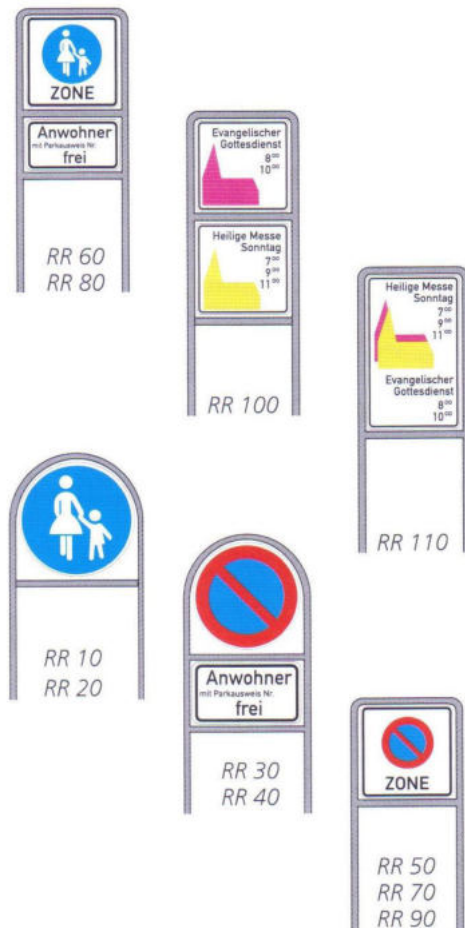 ZONE
Anwohner
mit Parkausweis Nr.
frei
RR 60
RR 80
Evangelischer
Gottesdienst
8⁰⁰
10⁰⁰
Heilige Messe
Sonntag
7⁰⁰
9⁰⁰
11⁰⁰
RR 100
Heilige Messe
Sonntag
7⁰⁰
9⁰⁰
11⁰⁰
Evangelischer
Gottesdienst
8⁰⁰
10⁰⁰
RR 110
RR 10
RR 20
Anwohner
mit Parkausweis Nr.
frei
RR 30
RR 40
ZONE
RR 50
RR 70
RR 90